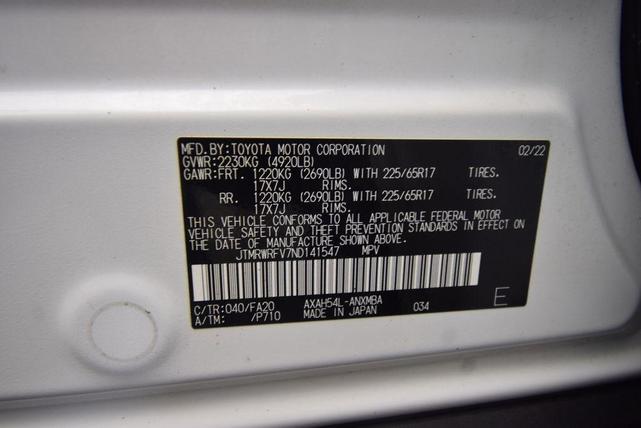 MFD.BY:TOYOTA MOTOR CORPORATION 02/22
GVWR:2230KG (4920LB)
GAWR:FRT. 1220KG (2690LB) WITH 225/65R17 TIRES.
17X7J RIMS.
RR. 1220KG (2690LB) WITH 225/65R17 TIRES.
17X7J RIMS.
THIS VEHICLE CONFORMS TO ALL APPLICABLE FEDERAL MOTOR
VEHICLE SAFETY AND THEFT PREVENTION STANDARDS IN EFFECT ON
THE DATE OF MANUFACTURE SHOWN ABOVE.
JTMRWRFV7ND141547 MPV
C/TR:040/FA20 AXAH54L-ANXMBA 034 E
A/TM: /P710 MADE IN JAPAN